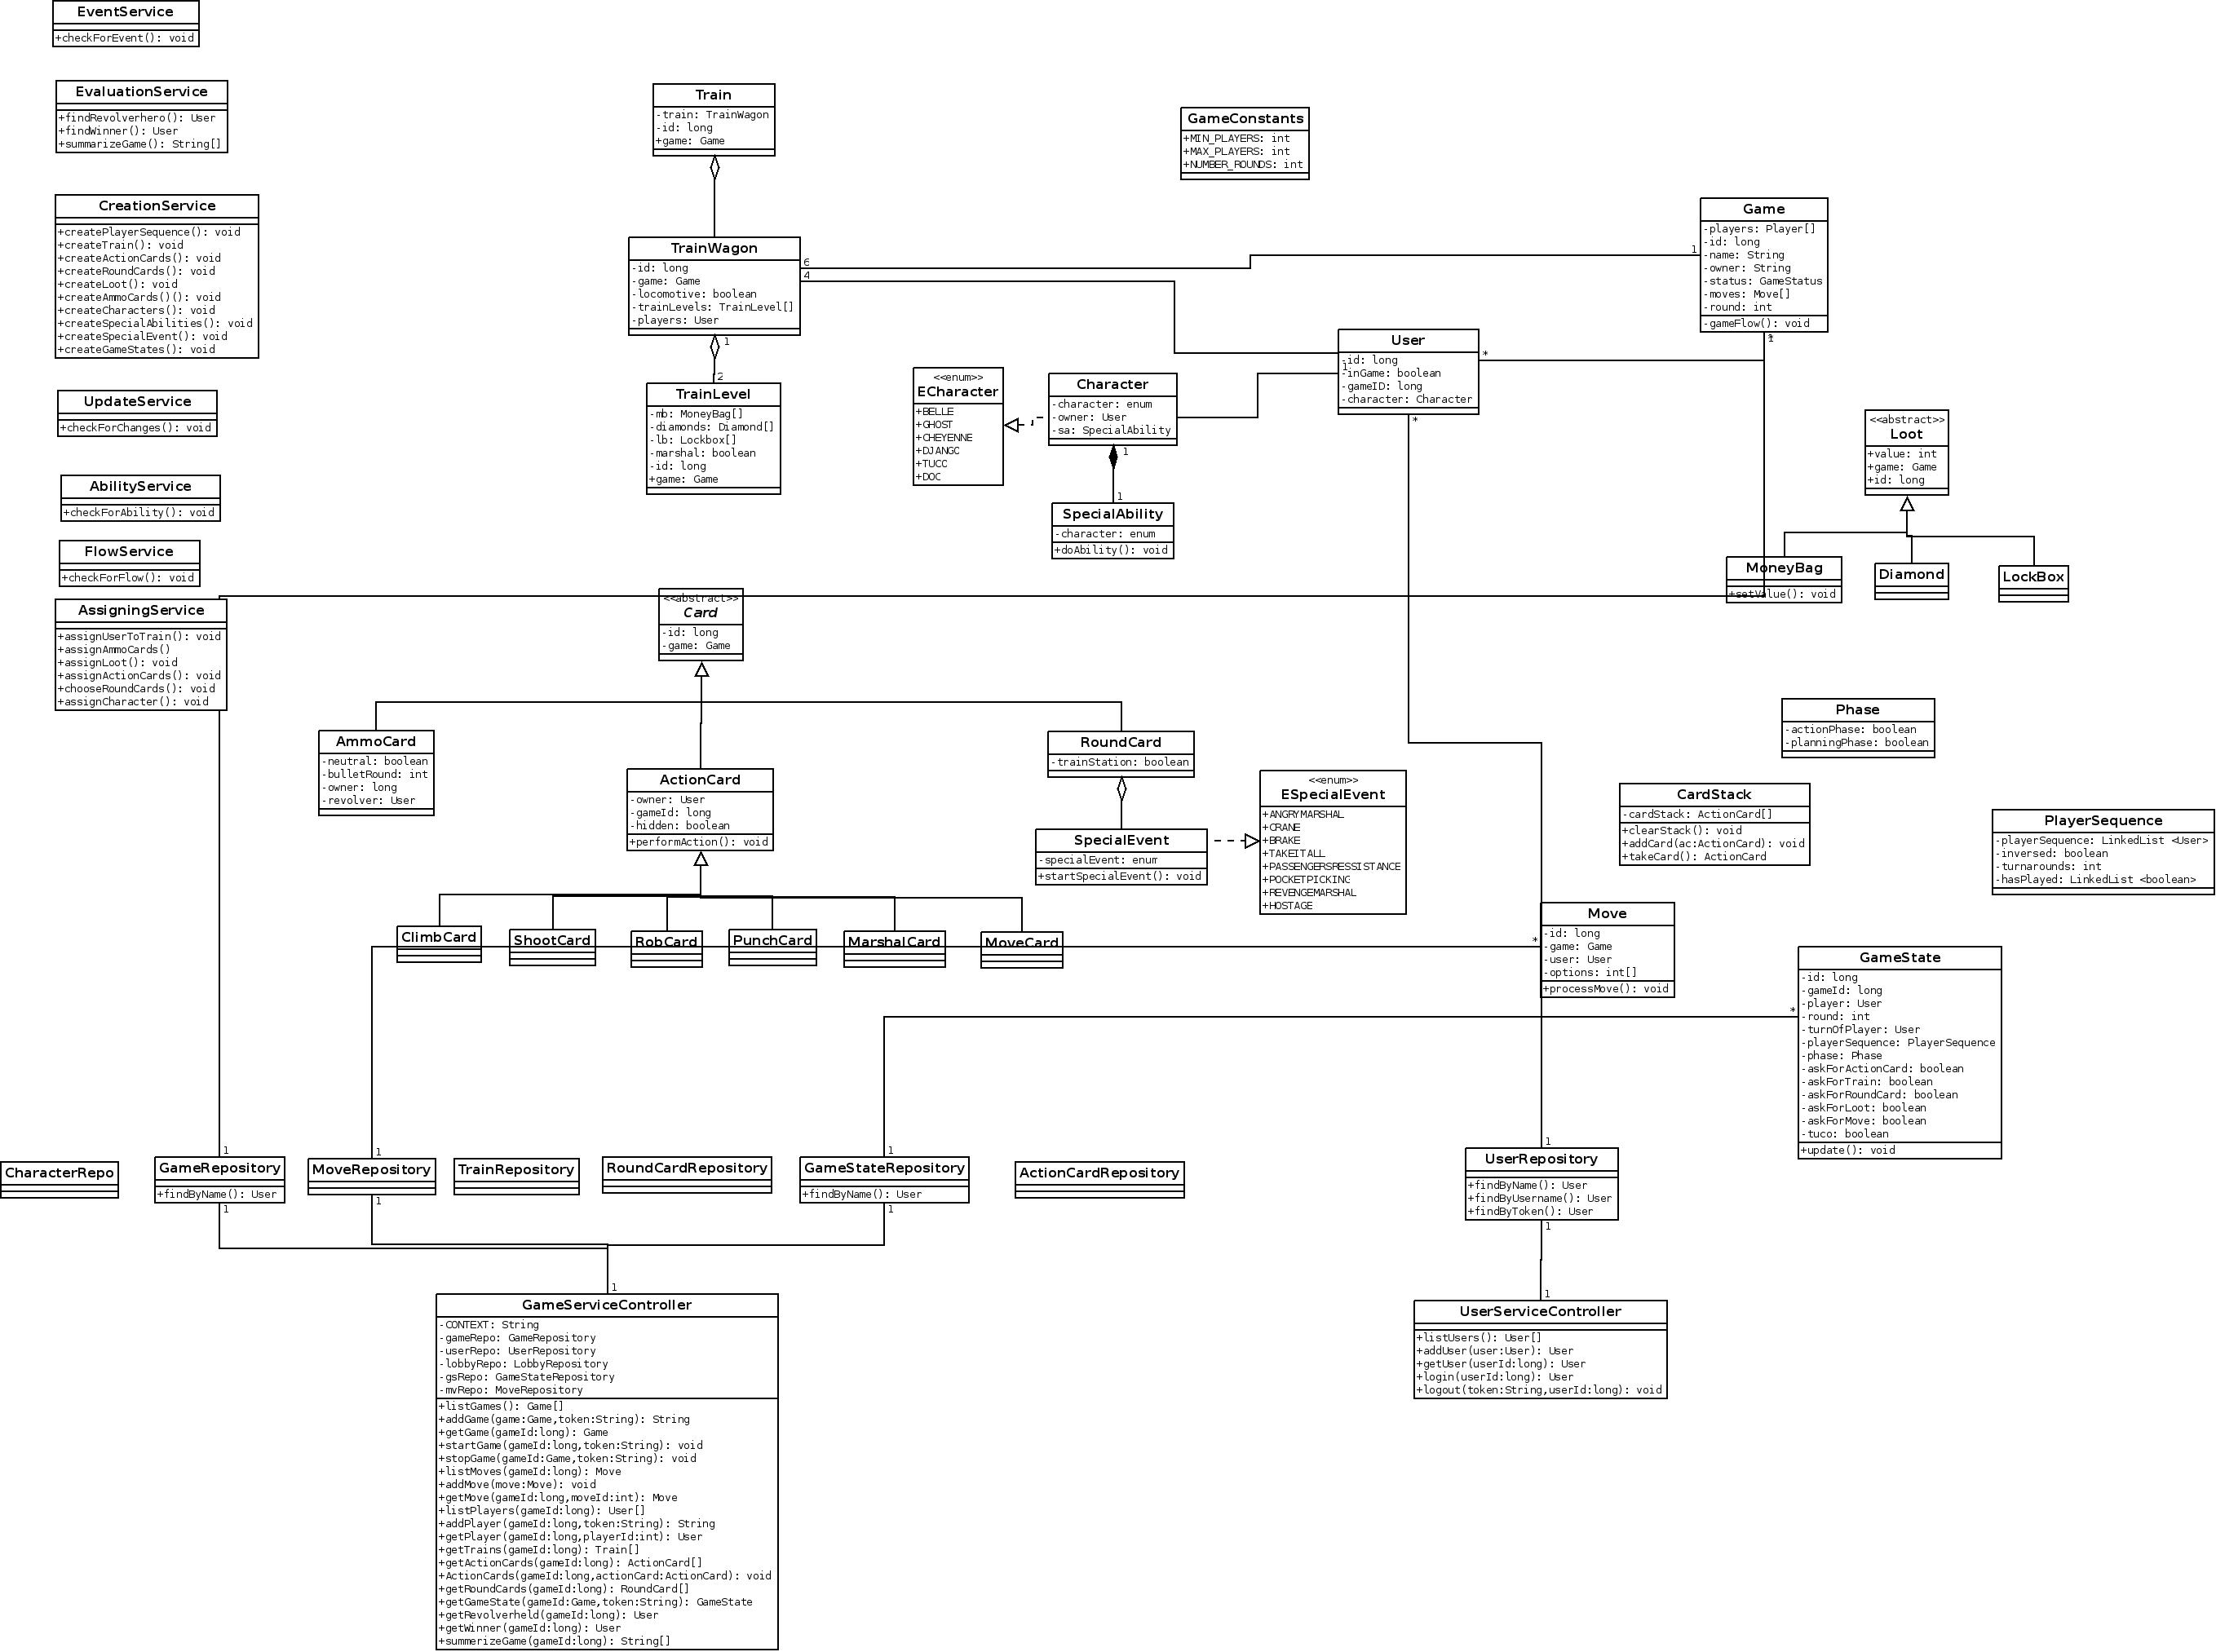 EventService
+checkForEvent(): void
EvaluationService
+findRevolverhero(): User
+findWinner(): User
+summarizeGame(): String[]
CreationService
+createPlayerSequence(): void
+createTrain(): void
+createActionCards(): void
+createRoundCards(): void
+createLoot(): void
+createAmmoCards()(): void
+createCharacters(): void
+createSpecialAbilities(): void
+createSpecialEvent(): void
+createGameStates(): void
UpdateService
+checkForChanges(): void
AbilityService
+checkForAbility(): void
FlowService
+checkForFlow(): void
AssigningService
+assignUserToTrain(): void
+assignAmmoCards()
+assignLoot(): void
+assignActionCards(): void
+chooseRoundCards(): void
+assignCharacter(): void
Train
-train: TrainWagon
-id: long
+game: Game
TrainWagon
-id: long
-game: Game
-locomotive: boolean
-trainLevels: TrainLevel[]
-players: User
6
4
1
2
TrainLevel
-mb: MoneyBag[]
-diamonds: Diamond[]
-lb: Lockbox[]
-marshal: boolean
-id: long
+game: Game
GameConstants
+MIN_PLAYERS: int
+MAX_PLAYERS: int
+NUMBER_ROUNDS: int
Game
-players: Player[]
-id: long
-name: String
-owner: String
-status: GameStatus
-moves: Move[]
-round: int
-gameFlow(): void
1
User
-id: long
-inGame: boolean
-gameID: long
-character: Character
*
*
<<enum>>
ECharacter
+BELLE
+GHOST
+CHEYENNE
+DJANGO
+TUCO
+DOC
Character
-character: enum
-owner: User
-sa: SpecialAbility
1
1
SpecialAbility
-character: enum
+doAbility(): void
<<abstract>>
Loot
+value: int
+game: Game
+id: long
MoneyBag
+setValue(): void
Diamond
LockBox
<<abstract>>
Card
-id: long
-game: Game
AmmoCard
-neutral: boolean
-bulletRound: int
-owner: long
-revolver: User
ActionCard
-owner: User
-gameId: long
-hidden: boolean
+performAction(): void
RoundCard
-trainStation: boolean
SpecialEvent
-specialEvent: enum
+startSpecialEvent(): void
<<enum>>
ESpecialEvent
+ANGRYMARSHAL
+CRANE
+BRAKE
+TAKEITALL
+PASSENGERSRESSISTANCE
+POCKETPICKING
+REVENGEMARSHAL
+HOSTAGE
ClimbCard
ShootCard
RobCard
PunchCard
MarshalCard
MoveCard
Phase
-actionPhase: boolean
-planningPhase: boolean
CardStack
-cardStack: ActionCard[]
+clearStack(): void
+addCard(ac:ActionCard): void
+takeCard(): ActionCard
PlayerSequence
-playerSequence: LinkedList <User>
-inversed: boolean
-turnarounds: int
-hasPlayed: LinkedList <boolean>
Move
-id: long
-game: Game
-user: User
-options: int[]
+processMove(): void
*
GameState
-id: long
-gameId: long
-player: User
-round: int
-turnOfPlayer: User
-playerSequence: PlayerSequence
-phase: Phase
-askForActionCard: boolean
-askForTrain: boolean
-askForRoundCard: boolean
-askForLoot: boolean
-askForMove: boolean
-tuco: boolean
+update(): void
*
CharacterRepo
1
GameRepository
+findByName(): User
1
1
MoveRepository
1
TrainRepository
RoundCardRepository
1
GameStateRepository
+findByName(): User
1
ActionCardRepository
1
UserRepository
+findByName(): User
+findByUsername(): User
+findByToken(): User
1
1
GameServiceController
-CONTEXT: String
-gameRepo: GameRepository
-userRepo: UserRepository
-lobbyRepo: LobbyRepository
-gsRepo: GameStateRepository
-mvRepo: MoveRepository
+listGames(): Game[]
+addGame(game:Game,token:String): String
+getGame(gameId:long): Game
+startGame(gameId:long,token:String): void
+stopGame(gameId:Game,token:String): void
+listMoves(gameId:long): Move
+addMove(move:Move): void
+getMove(gameId:long,moveId:int): Move
+listPlayers(gameId:long): User[]
+addPlayer(gameId:long,token:String): String
+getPlayer(gameId:long,playerId:int): User
+getTrains(gameId:long): Train[]
+getActionCards(gameId:long): ActionCard[]
+ActionCards(gameId:long,actionCard:ActionCard): void
+getRoundCards(gameId:long): RoundCard[]
+getGameState(gameId:Game,token:String): GameState
+getRevolverheld(gameId:long): User
+getWinner(gameId:long): User
+summerizeGame(gameId:long): String[]
1
UserServiceController
+listUsers(): User[]
+addUser(user:User): User
+getUser(userId:long): User
+login(userId:long): User
+logout(token:String,userId:long): void